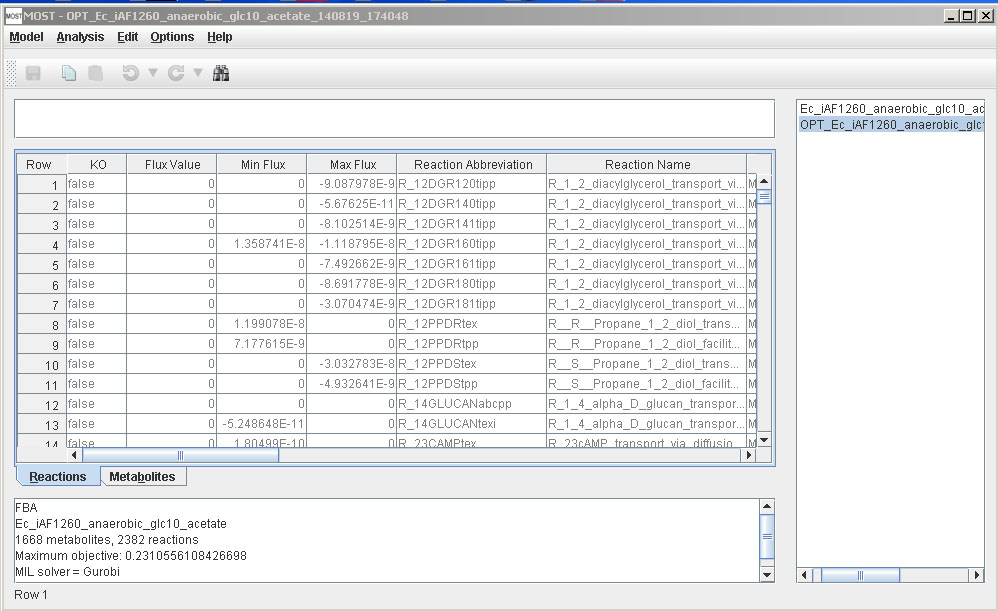 MOST MOST - OPT_Ec_iAF1260_anaerobic_glc10_acetate_140819_174048
Model Analysis Edit Options Help
Ec_iAF1260_anaerobic_glc10_ac
OPT_Ec_iAF1260_anaerobic_glc1
Row KO Flux Value Min Flux Max Flux Reaction Abbreviation Reaction Name
1 false 0 0 -9.087978E-9 R_12DGR120tipp R_1_2_diacylglycerol_transport_vi... M
2 false 0 0 -5.67625E-11 R_12DGR140tipp R_1_2_diacylglycerol_transport_vi... M
3 false 0 0 -8.102514E-9 R_12DGR141tipp R_1_2_diacylglycerol_transport_vi... M
4 false 0 1.358741E-8 -1.118795E-8 R_12DGR160tipp R_1_2_diacylglycerol_transport_vi... M
5 false 0 0 -7.492662E-9 R_12DGR161tipp R_1_2_diacylglycerol_transport_vi... M
6 false 0 0 -8.691778E-9 R_12DGR180tipp R_1_2_diacylglycerol_transport_vi... M
7 false 0 0 -3.070474E-9 R_12DGR181tipp R_1_2_diacylglycerol_transport_vi... M
8 false 0 1.199078E-8 0 R_12PPDRtex R__R__Propane_1_2_diol_trans... M
9 false 0 7.177615E-9 0 R_12PPDRtpp R__R__Propane_1_2_diol_facilit... M
10 false 0 0 -3.032783E-8 R_12PPDStex R__S__Propane_1_2_diol_trans... M
11 false 0 0 -4.932641E-9 R_12PPDStpp R__S__Propane_1_2_diol_facilit... M
12 false 0 0 0 R_14GLUCANabcpp R_1_4_alpha_D_glucan_transpor... M
13 false 0 -5.248648E-11 0 R_14GLUCANtexi R_1_4_alpha_D_glucan_transpor... M
14 false 0 1.80499E-10 0 R_23CAMPtex R_23cAMP_transport_via_diffusio... M
Reactions Metabolites
FBA
Ec_iAF1260_anaerobic_glc10_acetate
1668 metabolites, 2382 reactions
Maximum objective: 0.2310556108426698
MIL solver = Gurobi
Row 1